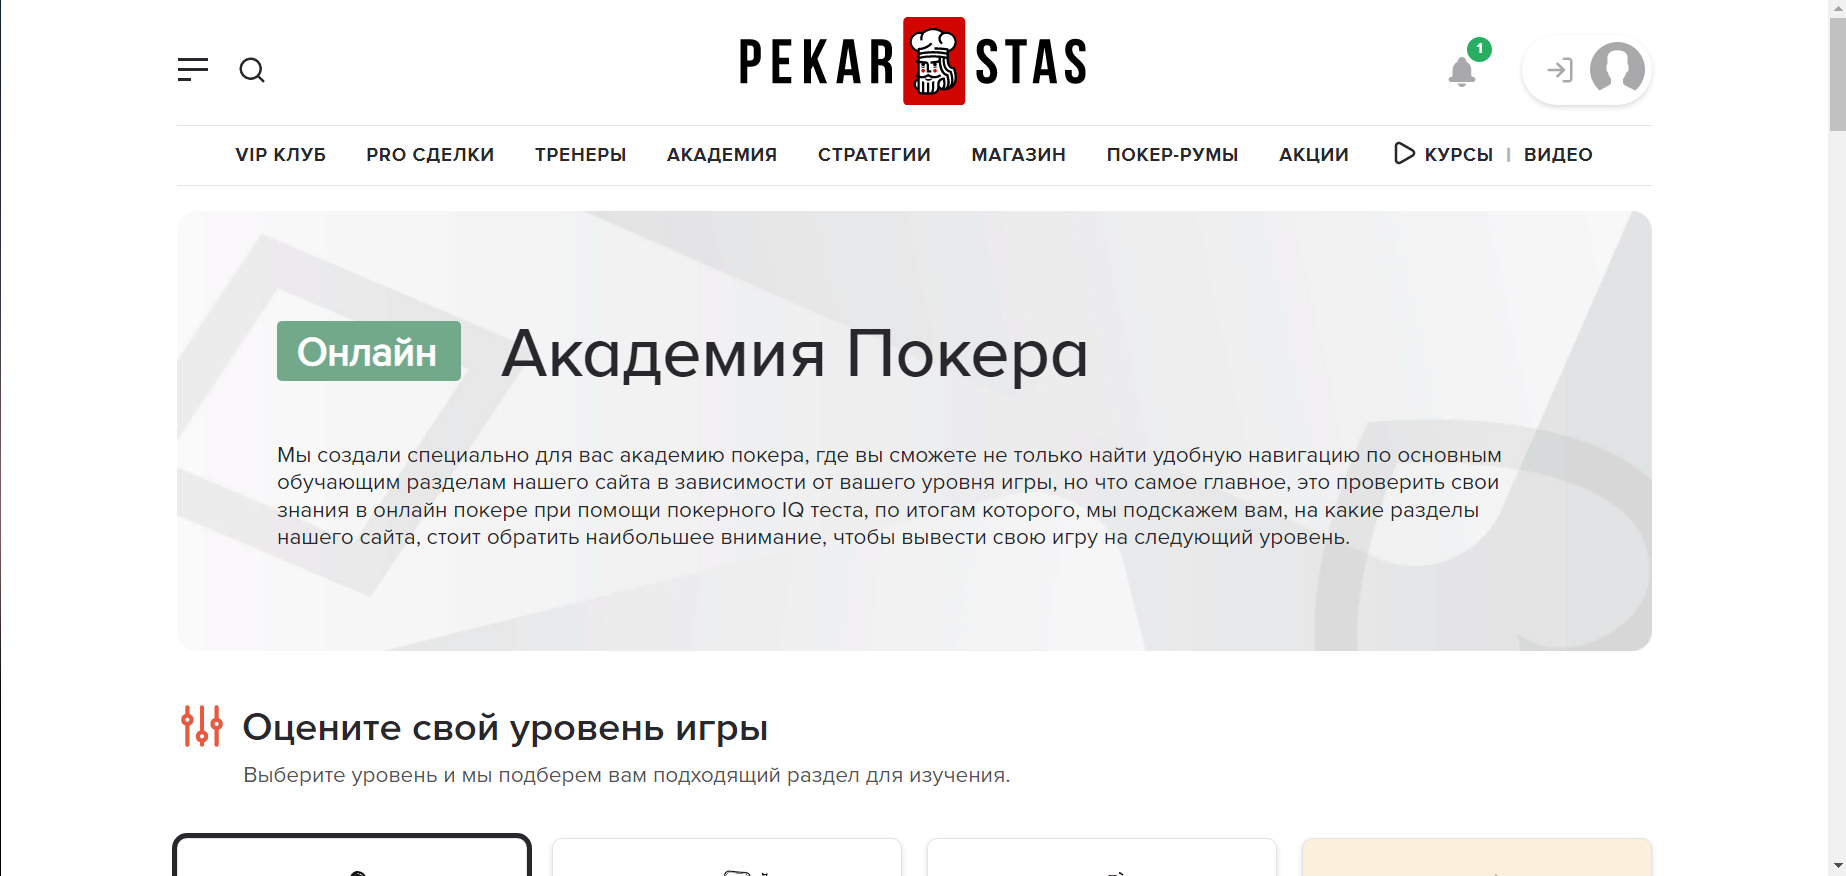 PEKAR STAS
1
VIP КЛУБ PRO СДЕЛКИ ТРЕНЕРЫ АКАДЕМИЯ СТРАТЕГИИ МАГАЗИН ПОКЕР-РУМЫ АКЦИИ КУРСЫ | ВИДЕО
Онлайн Академия Покера
Мы создали специально для вас академию покера, где вы сможете не только найти удобную навигацию по основным
обучающим разделам нашего сайта в зависимости от вашего уровня игры, но что самое главное, это проверить свои
знания в онлайн покере при помощи покерного IQ теста, по итогам которого, мы подскажем вам, на какие разделы
нашего сайта, стоит обратить наибольшее внимание, чтобы вывести свою игру на следующий уровень.
Оцените свой уровень игры
Выберите уровень и мы подберем вам подходящий раздел для изучения.